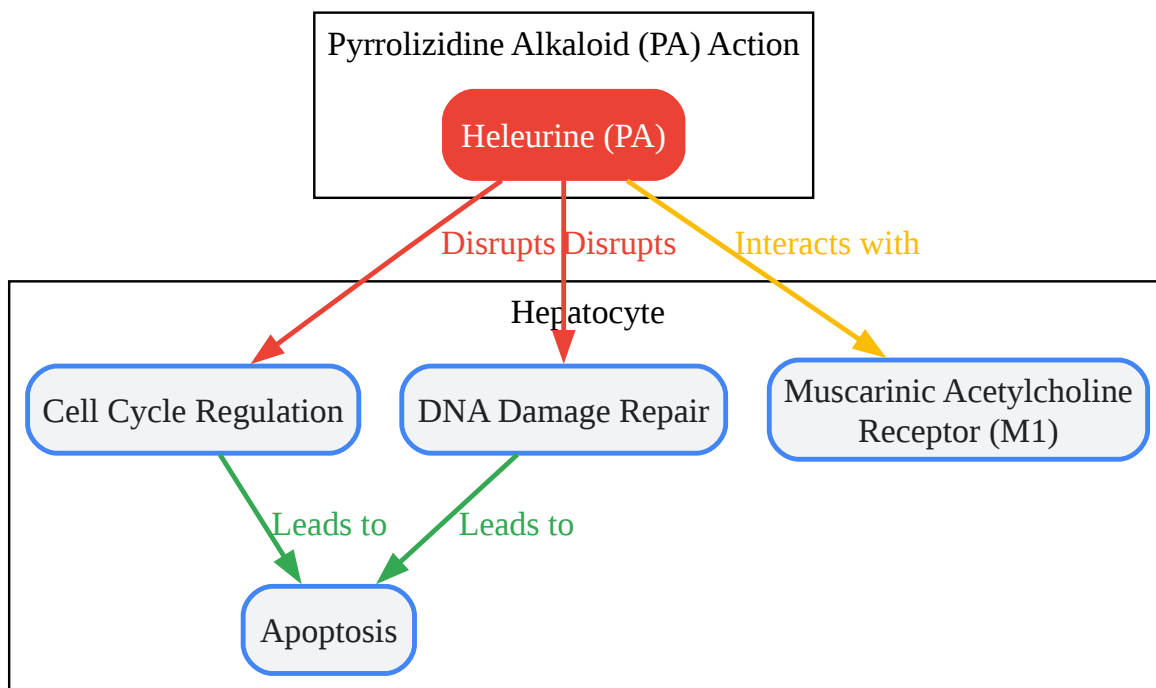 Pyrrolizidine Alkaloid (PA) Action
Heleurine (PA)
Disrupts
Disrupts
Interacts with
Hepatocyte
Cell Cycle Regulation
DNA Damage Repair
Muscarinic Acetylcholine
Receptor (M1)
Leads to
Leads to
Apoptosis